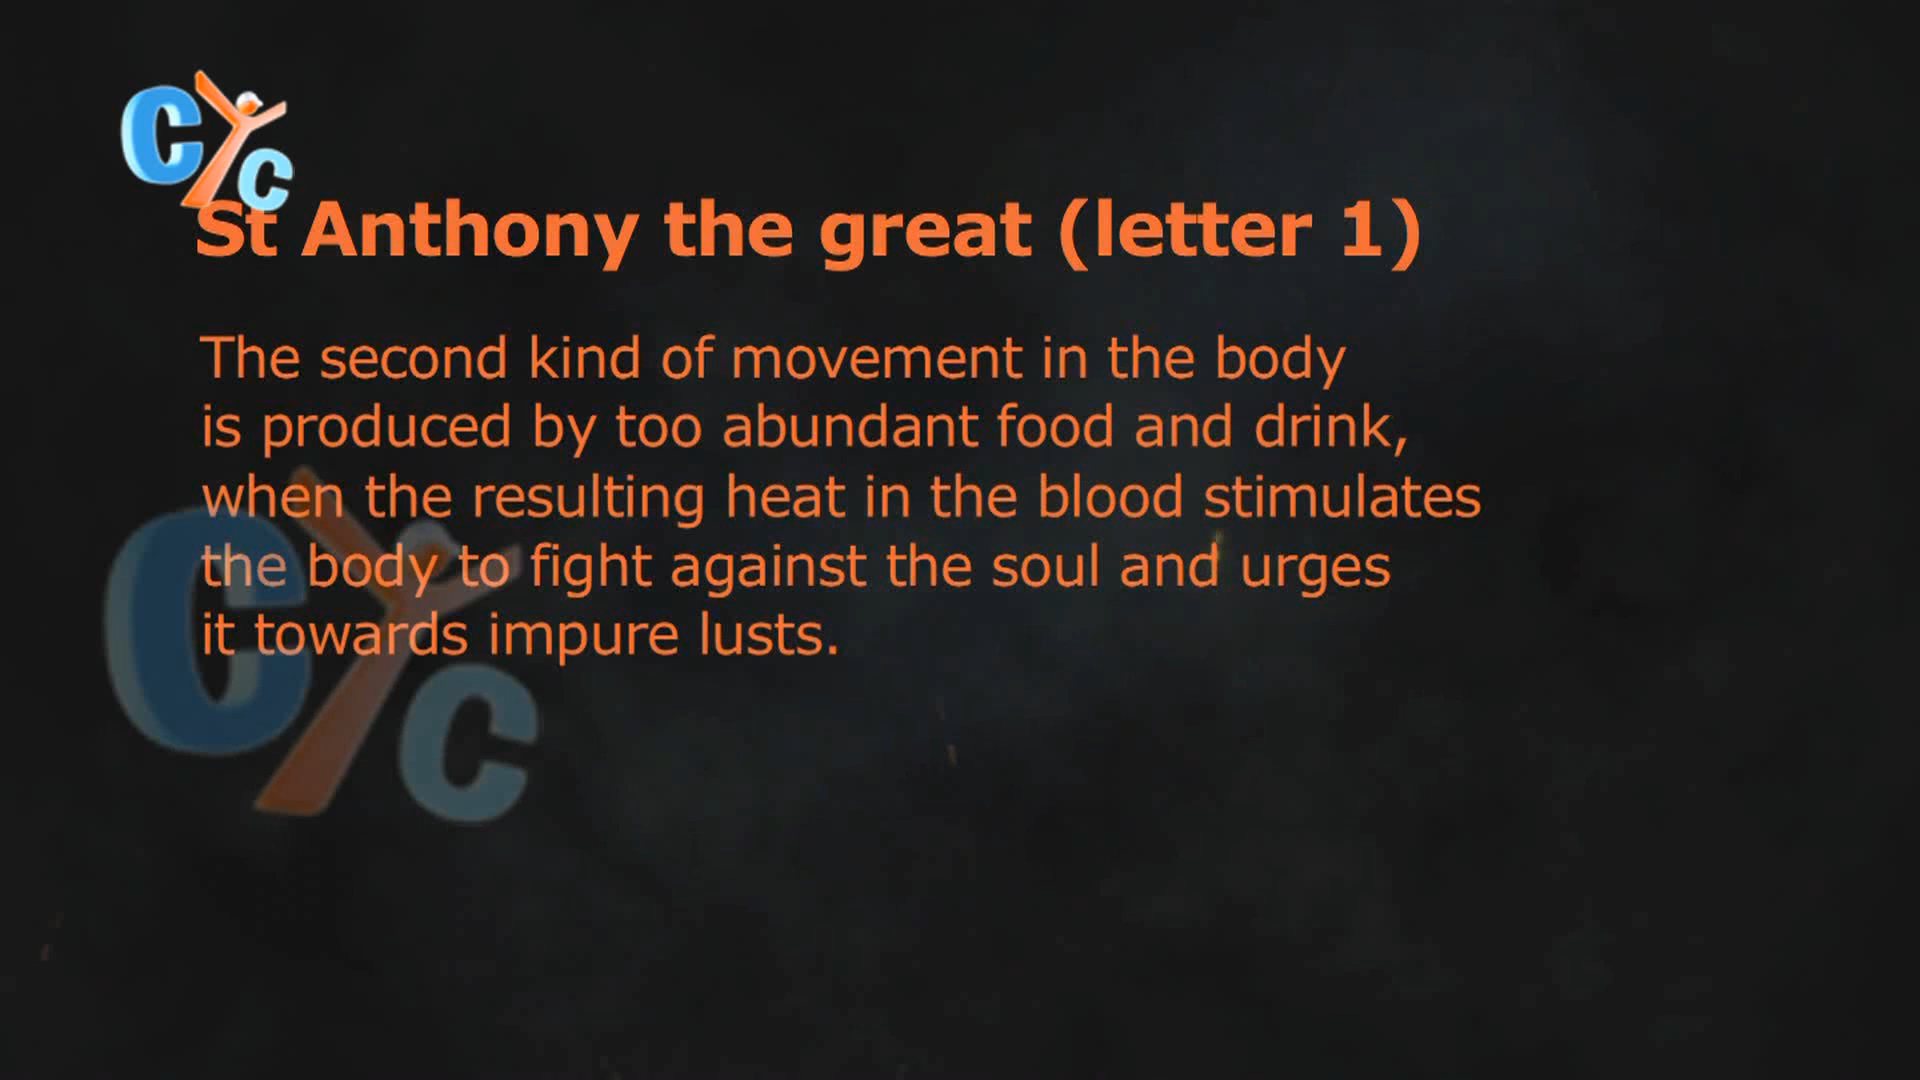 CYC
St Anthony the great (letter 1)
The second kind of movement in the body
is produced by too abundant food and drink,
when the resulting heat in the blood stimulates
the body to fight against the soul and urges
it towards impure lusts.
CYC